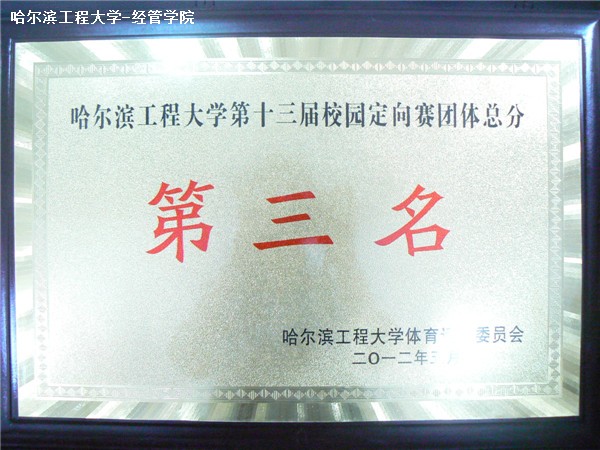 哈尔滨工程大学-经管学院
哈尔滨工程大学第十三届校园定向赛团体总分
第三名
哈尔滨工程大学体育 委员会
二〇一二年